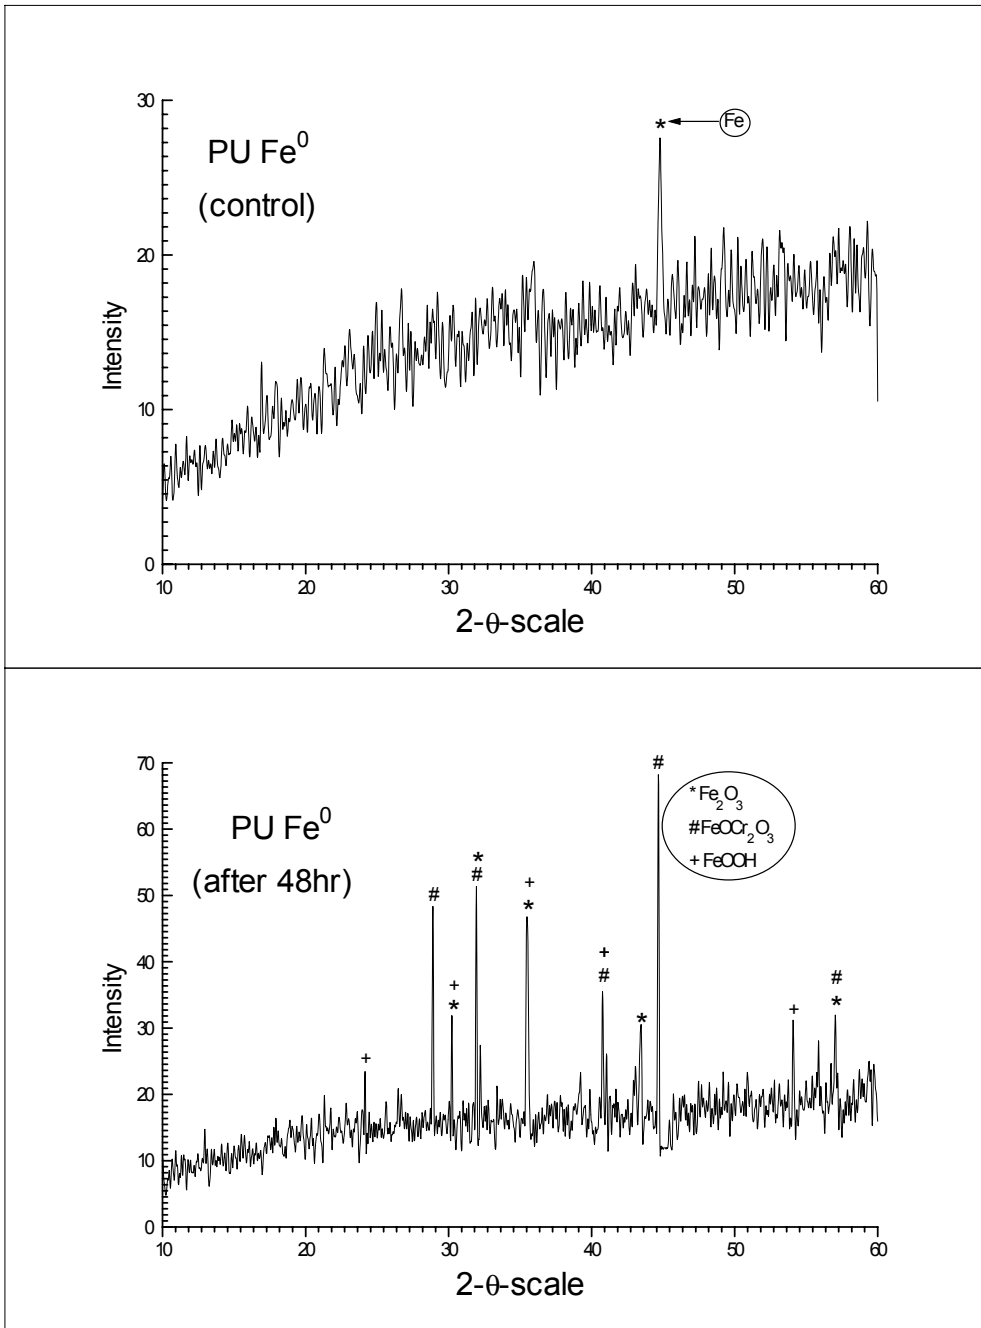 30
* Fe
PU Fe⁰
(control)
20
Intensity
10
0
10 20 30 40 50 60
2-θ-scale
70
#
* Fe₂O₃
#FeOCr₂O₃
+ FeOOH
60
PU Fe⁰
(after 48hr)
*
#
#
50
+
*
40
+
#
Intensity
+
*
*
+
#
*
30
+
20
10
0
10 20 30 40 50 60
2-θ-scale